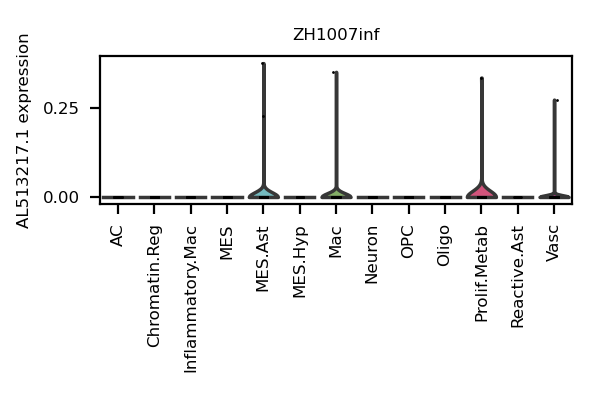 ZH1007inf
AL513217.1 expression
0.25
0.00
AC
Chromatin.Reg
Inflammatory.Mac
MES
MES.Ast
MES.Hyp
Mac
Neuron
OPC
Oligo
Prolif.Metab
Reactive.Ast
Vasc